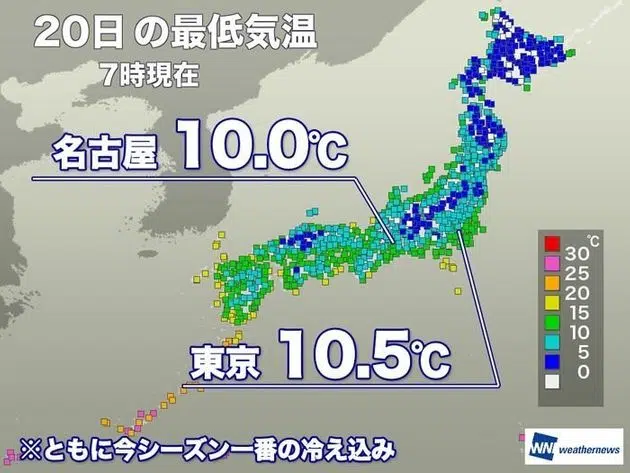 20日の最低気温
7時現在
名古屋 10.0℃
東京 10.5℃
℃
30
25
20
15
10
5
0
※ともに今シーズン一番の冷え込み
WNI weathernews